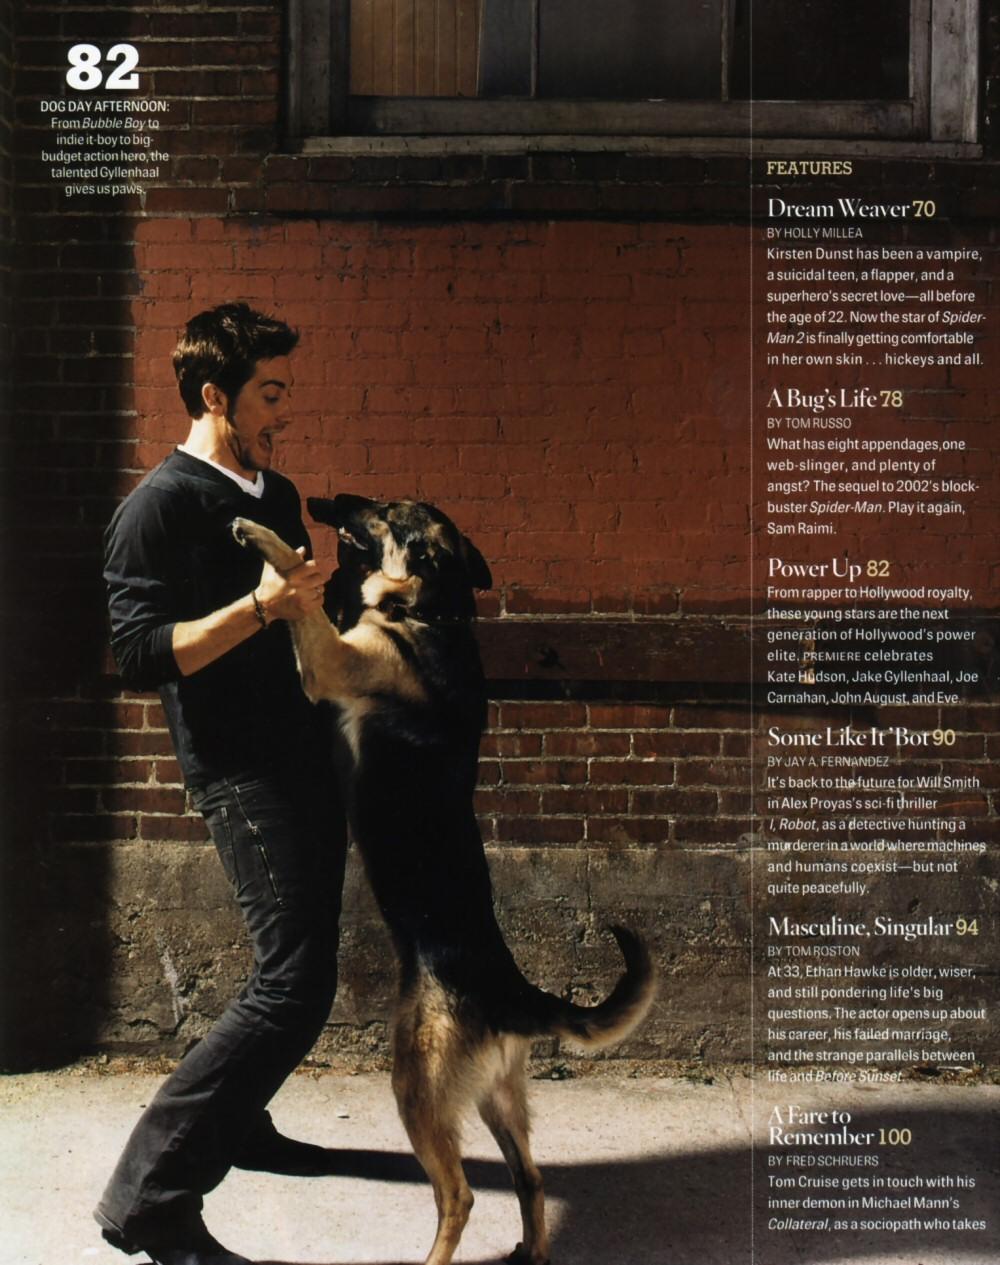 82
DOG DAY AFTERNOON:
From Bubble Boy to
indie it-boy to big-
budget action hero, the
talented Gyllenhaal
gives us paws.
FEATURES
Dream Weaver 70
BY HOLLY MILLEA
Kirsten Dunst has been a vampire,
a suicidal teen, a flapper, and a
superhero's secret love—all before
the age of 22. Now the star of Spider-
Man 2 is finally getting comfortable
in her own skin . . . hickeys and all.
A Bug's Life 78
BY TOM RUSSO
What has eight appendages, one
web-slinger, and plenty of
angst? The sequel to 2002's block-
buster Spider-Man. Play it again,
Sam Raimi.
Power Up 82
From rapper to Hollywood royalty,
these young stars are the next
generation of Hollywood's power
elite. PREMIERE celebrates
Kate Hudson, Jake Gyllenhaal, Joe
Carnahan, John August, and Eve.
Some Like It 'Bot 90
BY JAY A. FERNANDEZ
It's back to the future for Will Smith
in Alex Proyas's sci-fi thriller
I, Robot, as a detective hunting a
murderer in a world where machines
and humans coexist—but not
quite peacefully.
Masculine, Singular 94
BY TOM ROSTON
At 33, Ethan Hawke is older, wiser,
and still pondering life's big
questions. The actor opens up about
his career, his failed marriage,
and the strange parallels between
life and Before Sunset.
A Fare to
Remember 100
BY FRED SCHRUERS
Tom Cruise gets in touch with his
inner demon in Michael Mann's
Collateral, as a sociopath who takes